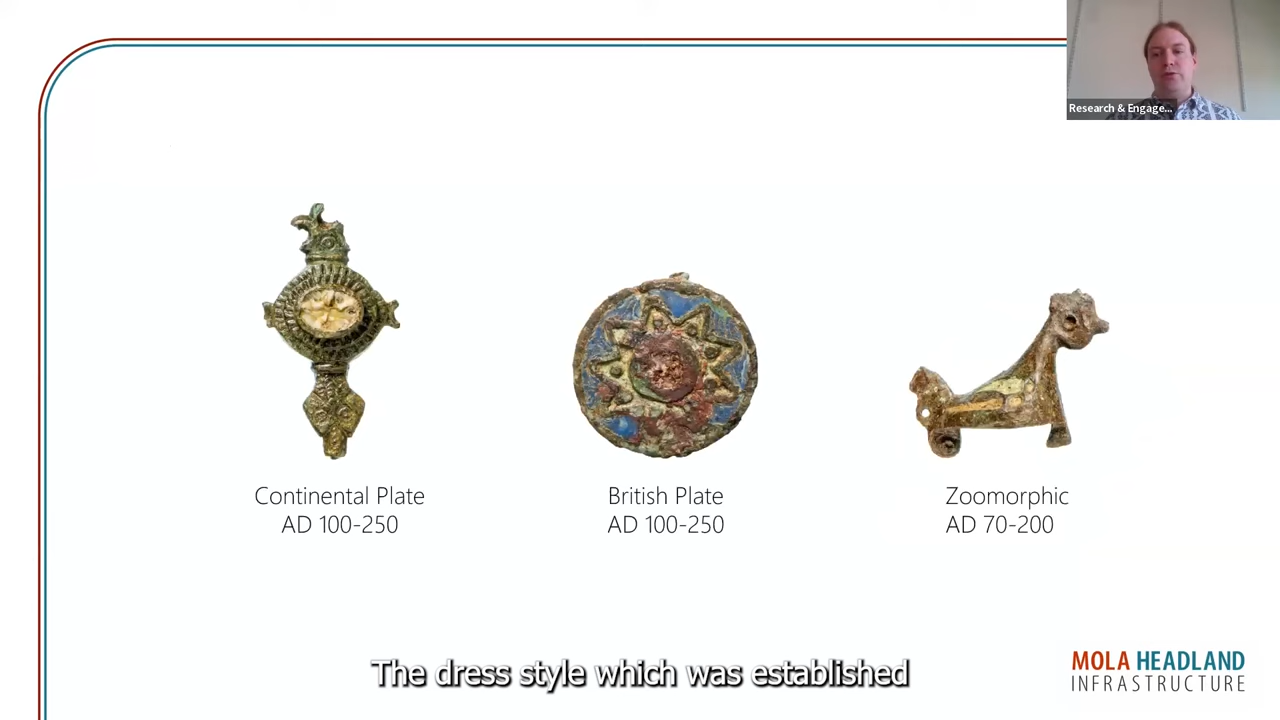 Research & Engage...
Continental Plate
AD 100-250
British Plate
AD 100-250
Zoomorphic
AD 70-200
The dress style which was established
MOLA HEADLAND
INFRASTRUCTURE